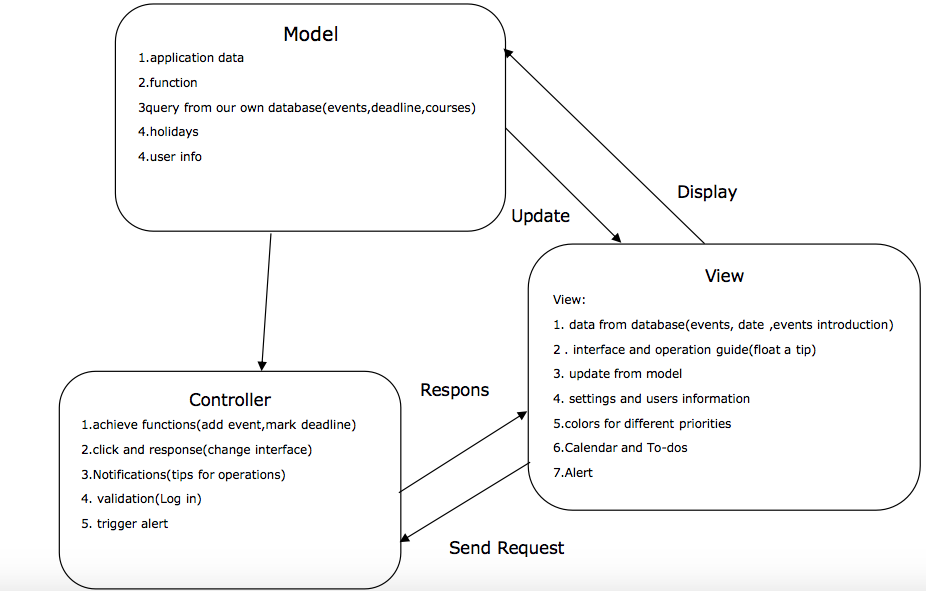 Model
1.application data
2.function
3query from our own database(events,deadline,courses)
4.holidays
4.user info
Display
Update
View
View:
1. data from database(events, date ,events introduction)
2 . interface and operation guide(float a tip)
3. update from model
4. settings and users information
5.colors for different priorities
6.Calendar and To-dos
7.Alert
Respons
Controller
1.achieve functions(add event,mark deadline)
2.click and response(change interface)
3.Notifications(tips for operations)
4. validation(Log in)
5. trigger alert
Send Request